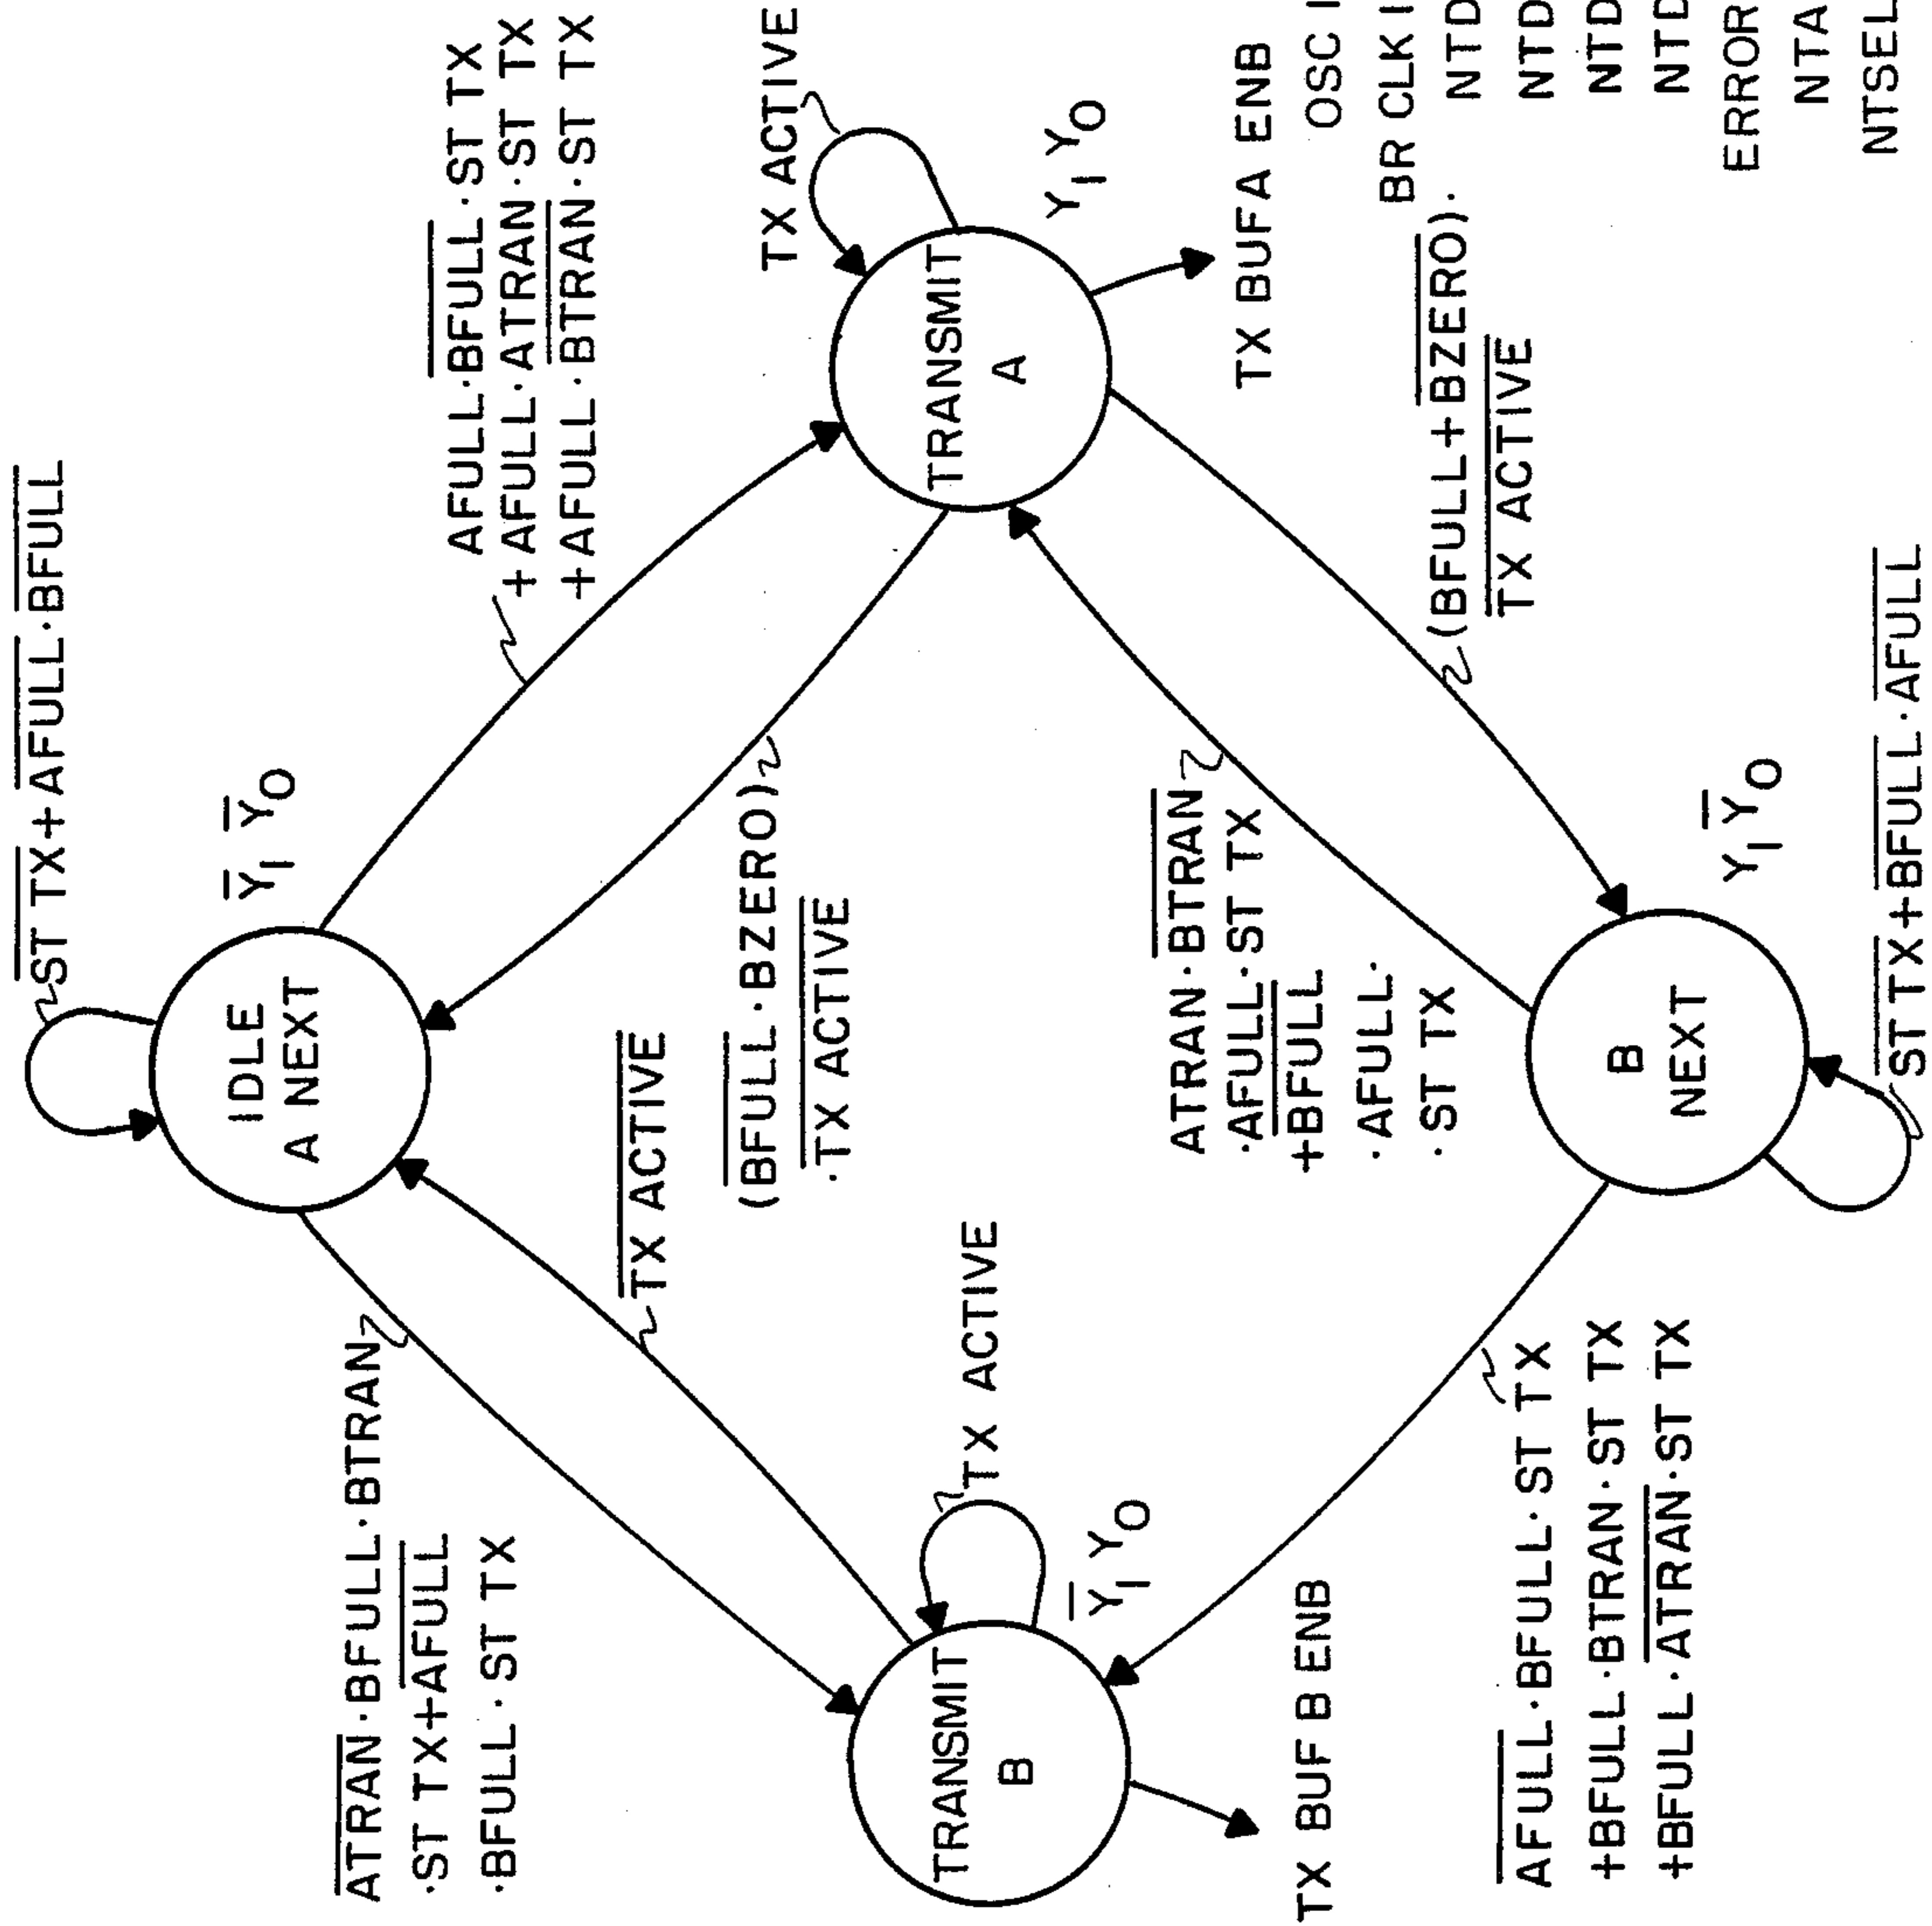 ST TX+AFULL·BFULL
IDLE
A NEXT
Y1 Y0
ATRAN·BFULL·BTRAN
·ST TX+AFULL
·BFULL·ST TX
AFULL·BFULL·ST TX
+AFULL·ATRAN·ST TX
+AFULL·BTRAN·ST TX
TX ACTIVE
(BFULL·BZERO)
·TX ACTIVE
TX ACTIVE
TRANSMIT
B
TX ACTIVE
Y1 Y0
TRANSMIT
A
Y1 Y0
TX BUF B ENB
ATRAN·BTRAN
·AFULL·ST TX
+BFULL
·AFULL·
·ST TX
TX BUF A ENB
(BFULL+BZERO)·
TX ACTIVE
AFULL·BFULL·ST TX
+BFULL·BTRAN·ST TX
+BFULL·ATRAN·ST TX
B
NEXT
Y1 Y0
ST TX+BFULL·AFULL
OSC I
BR CLK I
NTD
NTD
NTD
NTD
ERROR
NTA
NTSEL